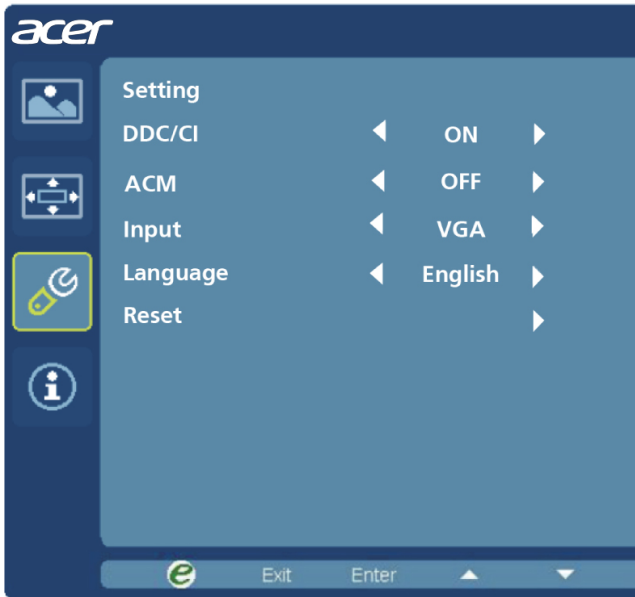 acer
Setting
DDC/CI ON
ACM OFF
Input VGA
Language English
Reset
e Exit Enter